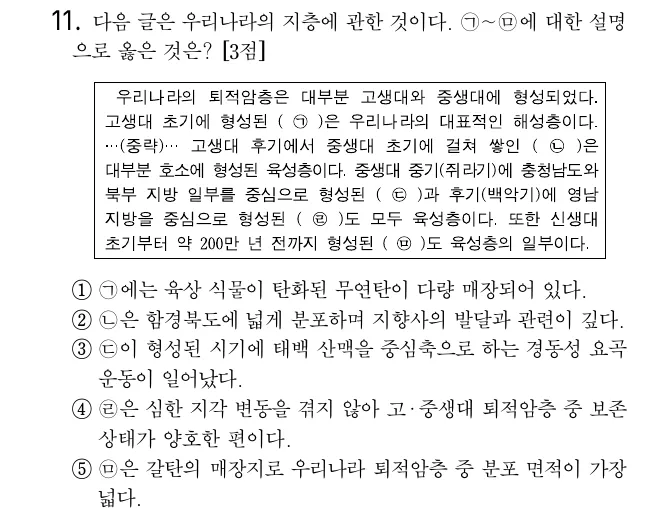 11. 다음 글은 우리나라의 지층에 관한 것이다. ㉠~㉤에 대한 설명
으로 옳은 것은? [3점]
우리나라의 퇴적암층은 대부분 고생대와 중생대에 형성되었다.
고생대 초기에 형성된 ( ㉠ )은 우리나라의 대표적인 해성층이다.
…(중략)… 고생대 후기에서 중생대 초기에 걸쳐 쌓인 ( ㉡ )은
대부분 호소에 형성된 육성층이다. 중생대 중기(쥐라기)에 충청남도와
북부 지방 일부를 중심으로 형성된 ( ㉢ )과 후기(백악기)에 영남
지방을 중심으로 형성된 ( ㉣ )도 모두 육성층이다. 또한 신생대
초기부터 약 200만 년 전까지 형성된 ( ㉤ )도 육성층의 일부이다.
① ㉠에는 육상 식물이 탄화된 무연탄이 다량 매장되어 있다.
② ㉡은 함경북도에 넓게 분포하며 지향사의 발달과 관련이 깊다.
③ ㉢이 형성된 시기에 태백 산맥을 중심축으로 하는 경동성 요곡
운동이 일어났다.
④ ㉣은 심한 지각 변동을 겪지 않아 고·중생대 퇴적암층 중 보존
상태가 양호한 편이다.
⑤ ㉤은 갈탄의 매장지로 우리나라 퇴적암층 중 분포 면적이 가장
넓다.